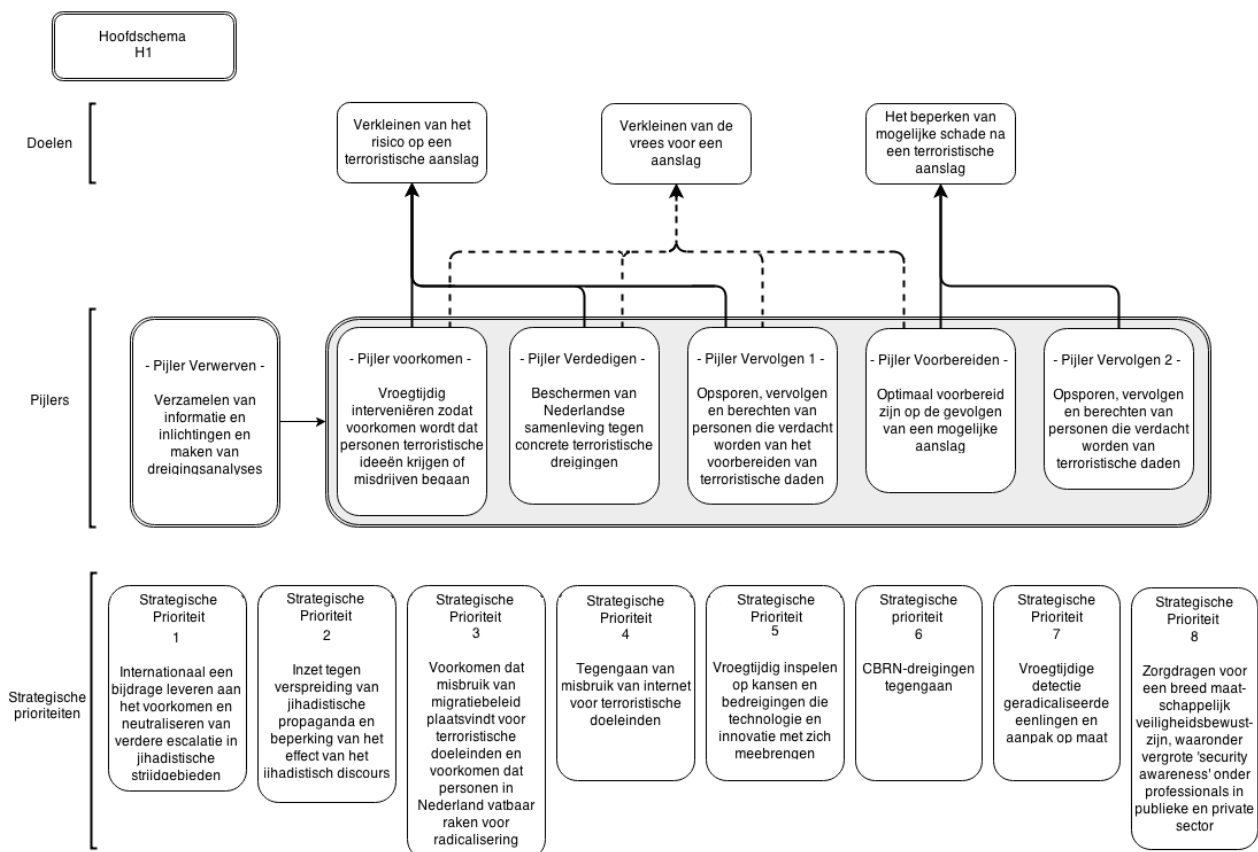 Hoofdschema
H1
Doelen
Verkleinen van het
risico op een
terroristische aanslag
Verkleinen van de
vrees voor een
aanslag
Het beperken van
mogelijke schade na
een terroristische
aanslag
Pijlers
- Pijler Verwerven -
Verzamelen van
informatie en
inlichtingen en
maken van
dreigingsanalyses
- Pijler voorkomen -
Vroegtijdig
interveniëren zodat
voorkomen wordt dat
personen terroristische
ideeën krijgen of
misdrijven begaan
- Pijler Verdedigen -
Beschermen van
Nederlandse
samenleving tegen
concrete terroristische
dreigingen
- Pijler Vervolgen 1 -
Opsporen, vervolgen
en berechten van
personen die verdacht
worden van het
voorbereiden van
terroristische daden
- Pijler Voorbereiden -
Optimaal voorbereid
zijn op de gevolgen
van een mogelijke
aanslag
- Pijler Vervolgen 2 -
Opsporen, vervolgen
en berechten van
personen die verdacht
worden van
terroristische daden
Strategische
prioriteiten
Strategische
Prioriteit
1
Internationaal een
bijdrage leveren aan
het voorkomen en
neutraliseren van
verdere escalatie in
jihadistische
strijdgebieden
Strategische
Prioriteit
2
Inzet tegen
verspreiding van
jihadistische
propaganda en
beperking van het
effect van het
jihadistisch discours
Strategische
Prioriteit
3
Voorkomen dat
misbruik van
migratiebeleid
plaatsvindt voor
terroristische
doeleinden en
voorkomen dat
personen in
Nederland vatbaar
raken voor
radicalisering
Strategische
Prioriteit
4
Tegengaan van
misbruik van internet
voor terroristische
doeleinden
Strategische
Prioriteit
5
Vroegtijdig inspelen
op kansen en
bedreigingen die
technologie en
innovatie met zich
meebrengen
Strategische
prioriteit
6
CBRN-dreigingen
tegengaan
Strategische
Prioriteit
7
Vroegtijdige
detectie
geradicaliseerde
eenlingen en
aanpak op maat
Strategische
Prioriteit
8
Zorgdragen voor
een breed maat-
schappelijk
veiligheidsbewust-
zijn, waaronder
vergrote 'security
awareness' onder
professionals in
publieke en private
sector